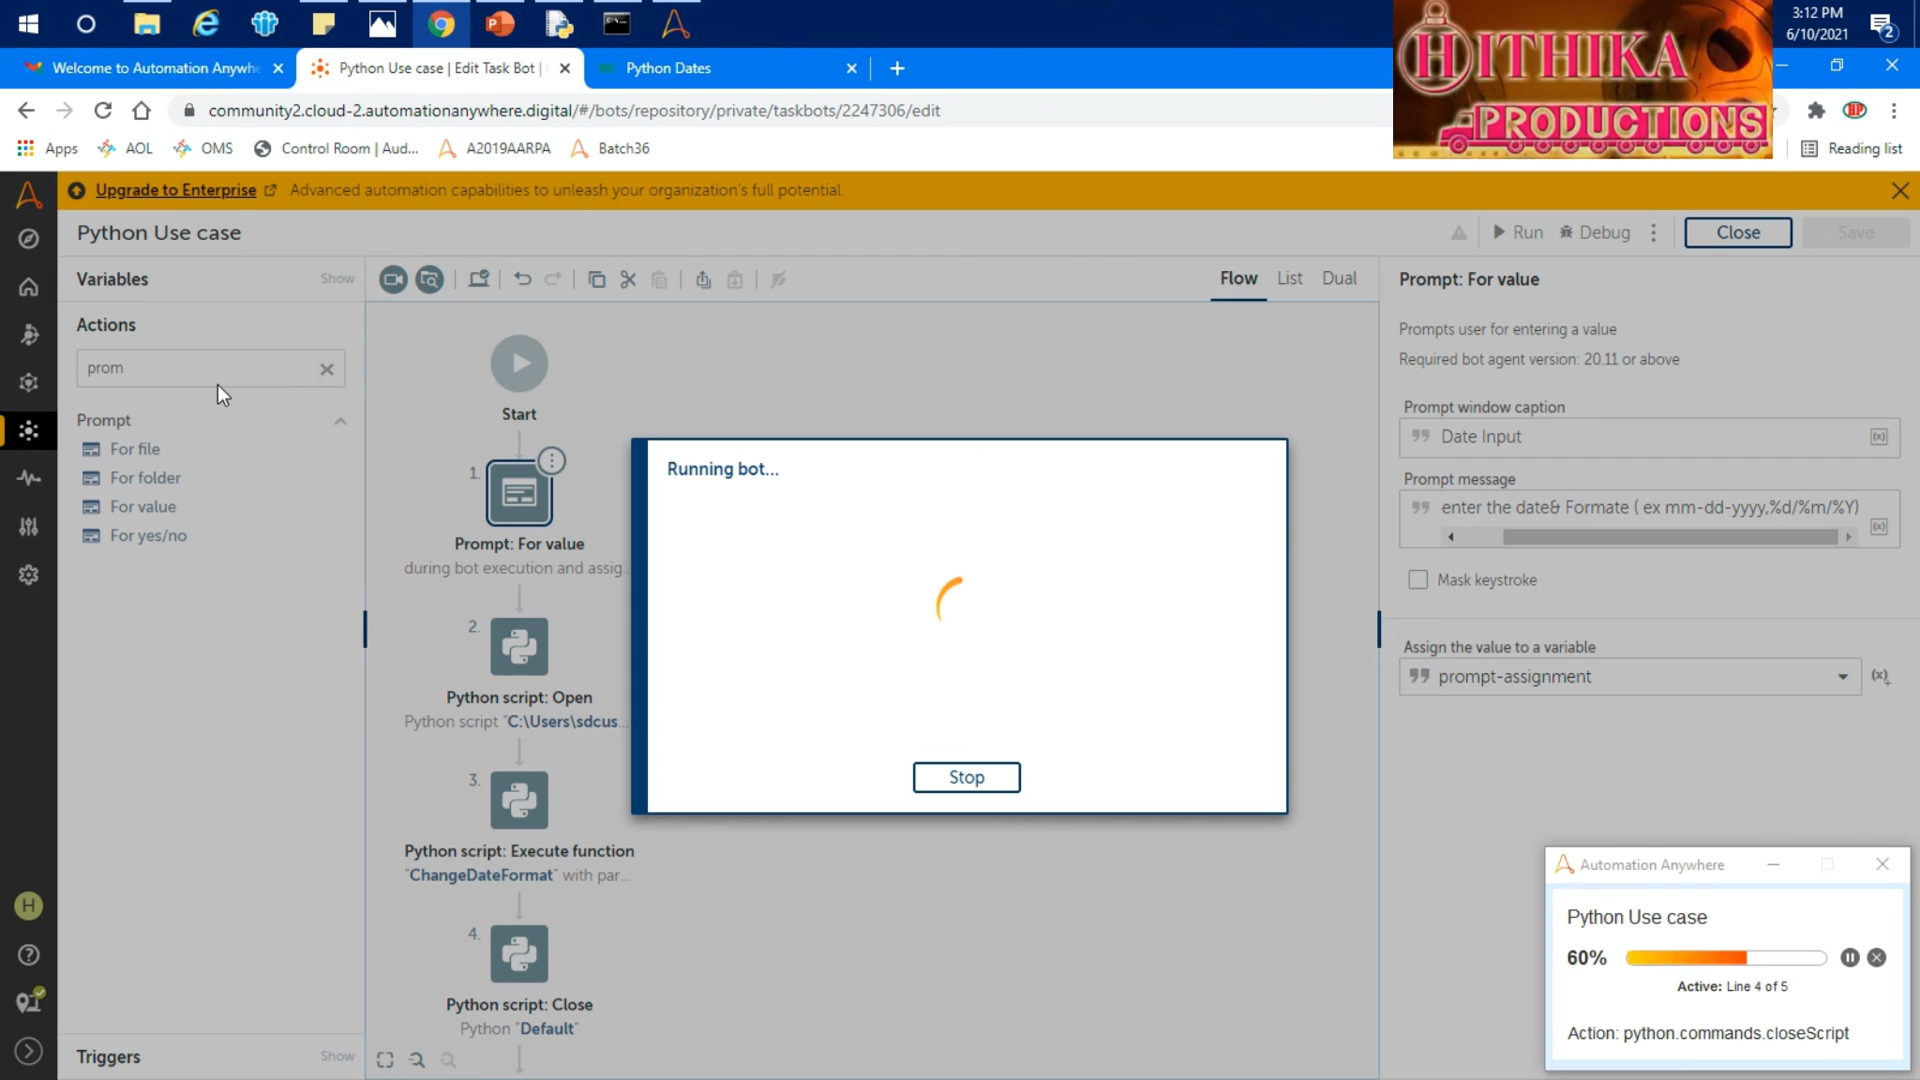 3:12 PM
6/10/2021
2
HITHIKA
PRODUCTIONS
Welcome to Automation Anywhe
Python Use case | Edit Task Bot |
Python Dates
community2.cloud-2.automationanywhere.digital/#/bots/repository/private/taskbots/2247306/edit
HP
Apps
AOL
OMS
Control Room | Aud...
A2019AARPA
Batch36
Reading list
Upgrade to Enterprise
Advanced automation capabilities to unleash your organization's full potential.
Python Use case
Run
Debug
Close
Save
Variables
Show
Flow
List
Dual
Actions
prom
Prompt
For file
For folder
For value
For yes/no
Start
1.
Prompt: For value
during bot execution and assig...
2.
Python script: Open
Python script "C:\Users\sdcus...
3.
Python script: Execute function
"ChangeDateFormat" with par...
4.
Python script: Close
Python "Default"
Running bot...
Stop
Prompt: For value
Prompts user for entering a value
Required bot agent version: 20.11 or above
Prompt window caption
Date Input
(x)
Prompt message
enter the date& Formate ( ex mm-dd-yyyy,%d/%m/%Y)
(x)
Mask keystroke
Assign the value to a variable
prompt-assignment
(x)+
Automation Anywhere
Python Use case
60%
Active: Line 4 of 5
Action: python.commands.closeScript
H
Triggers
Show